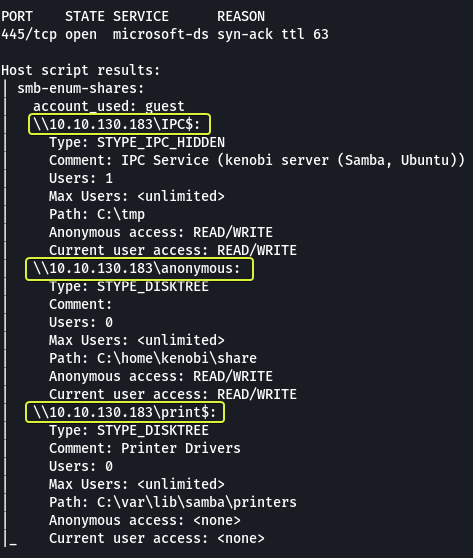 PORT    STATE SERVICE      REASON
445/tcp open  microsoft-ds syn-ack ttl 63

Host script results:
| smb-enum-shares:
|   account_used: guest
|   \\10.10.130.183\IPC$:
|     Type: STYPE_IPC_HIDDEN
|     Comment: IPC Service (kenobi server (Samba, Ubuntu))
|     Users: 1
|     Max Users: <unlimited>
|     Path: C:\tmp
|     Anonymous access: READ/WRITE
|     Current user access: READ/WRITE
|   \\10.10.130.183\anonymous:
|     Type: STYPE_DISKTREE
|     Comment:
|     Users: 0
|     Max Users: <unlimited>
|     Path: C:\home\kenobi\share
|     Anonymous access: READ/WRITE
|     Current user access: READ/WRITE
|   \\10.10.130.183\print$:
|     Type: STYPE_DISKTREE
|     Comment: Printer Drivers
|     Users: 0
|     Max Users: <unlimited>
|     Path: C:\var\lib\samba\printers
|     Anonymous access: <none>
|_    Current user access: <none>